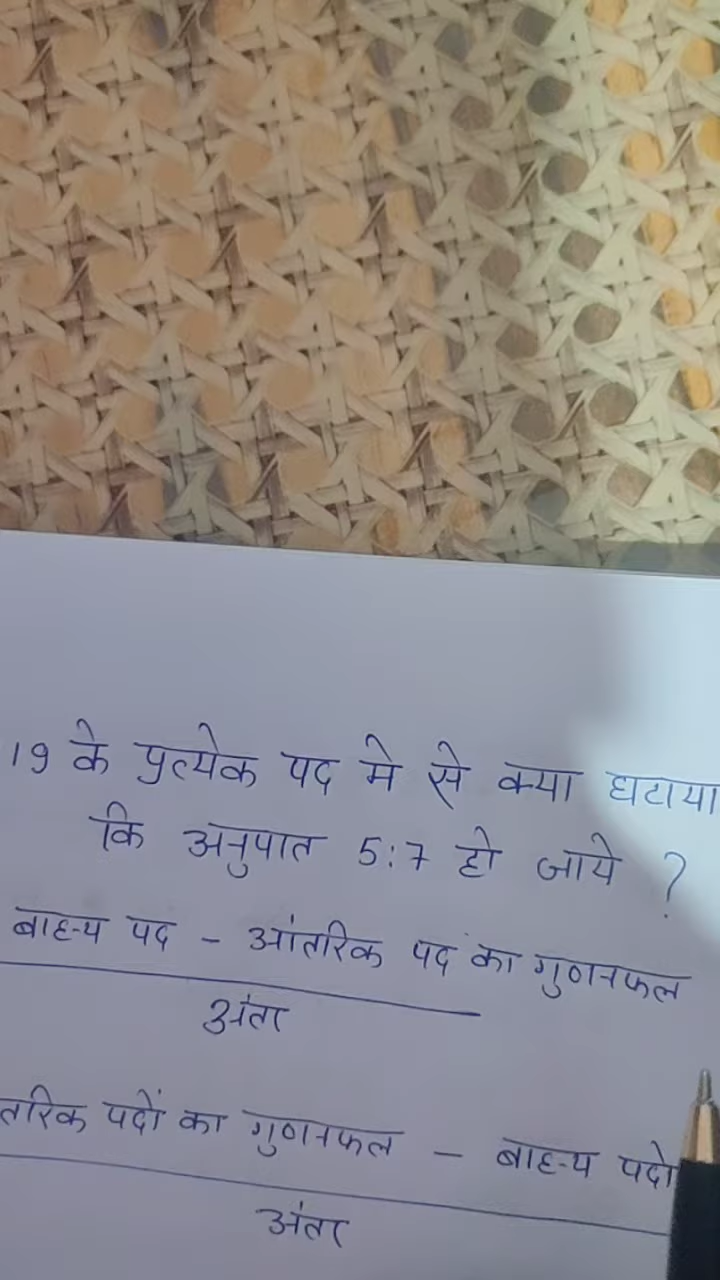 19 के प्रत्येक पद मे से क्या घटाया
कि अनुपात 5:7 हो जाये ?
बाह्य पद - आंतरिक पद का गुणनफल
अंतर
तरिक पदों का गुणनफल - बाह्य पदो
अंतर